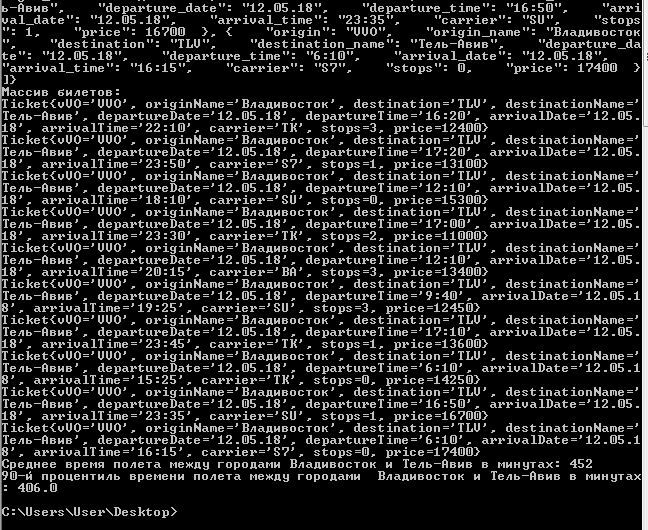 ь-Авив",    "departure_date": "12.05.18",    "departure_time": "16:50",    "arri
val_date": "12.05.18",    "arrival_time": "23:35",    "carrier": "SU",    "stops
": 1,    "price": 16700  }, {    "origin": "VVO",    "origin_name": "Владивосток
",    "destination": "TLV",    "destination_name": "Тель-Авив",    "departure_da
te": "12.05.18",    "departure_time": "6:10",    "arrival_date": "12.05.18",
"arrival_time": "16:15",    "carrier": "S7",    "stops": 0,    "price": 17400  }
]}
Массив билетов:
Ticket{vVO='VVO', originName='Владивосток', destination='TLV', destinationName='
Тель-Авив', departureDate='12.05.18', departureTime='16:20', arrivalDate='12.05.
18', arrivalTime='22:10', carrier='TK', stops=3, price=12400}
Ticket{vVO='VVO', originName='Владивосток', destination='TLV', destinationName='
Тель-Авив', departureDate='12.05.18', departureTime='17:20', arrivalDate='12.05.
18', arrivalTime='23:50', carrier='S7', stops=1, price=13100}
Ticket{vVO='VVO', originName='Владивосток', destination='TLV', destinationName='
Тель-Авив', departureDate='12.05.18', departureTime='12:10', arrivalDate='12.05.
18', arrivalTime='18:10', carrier='SU', stops=0, price=15300}
Ticket{vVO='VVO', originName='Владивосток', destination='TLV', destinationName='
Тель-Авив', departureDate='12.05.18', departureTime='17:00', arrivalDate='12.05.
18', arrivalTime='23:30', carrier='TK', stops=2, price=11000}
Ticket{vVO='VVO', originName='Владивосток', destination='TLV', destinationName='
Тель-Авив', departureDate='12.05.18', departureTime='12:10', arrivalDate='12.05.
18', arrivalTime='20:15', carrier='BA', stops=3, price=13400}
Ticket{vVO='VVO', originName='Владивосток', destination='TLV', destinationName='
Тель-Авив', departureDate='12.05.18', departureTime='9:40', arrivalDate='12.05.1
8', arrivalTime='19:25', carrier='SU', stops=3, price=12450}
Ticket{vVO='VVO', originName='Владивосток', destination='TLV', destinationName='
Тель-Авив', departureDate='12.05.18', departureTime='17:10', arrivalDate='12.05.
18', arrivalTime='23:45', carrier='TK', stops=1, price=13600}
Ticket{vVO='VVO', originName='Владивосток', destination='TLV', destinationName='
Тель-Авив', departureDate='12.05.18', departureTime='6:10', arrivalDate='12.05.1
8', arrivalTime='15:25', carrier='TK', stops=0, price=14250}
Ticket{vVO='VVO', originName='Владивосток', destination='TLV', destinationName='
Тель-Авив', departureDate='12.05.18', departureTime='16:50', arrivalDate='12.05.
18', arrivalTime='23:35', carrier='SU', stops=1, price=16700}
Ticket{vVO='VVO', originName='Владивосток', destination='TLV', destinationName='
Тель-Авив', departureDate='12.05.18', departureTime='6:10', arrivalDate='12.05.1
8', arrivalTime='16:15', carrier='S7', stops=0, price=17400}
Среднее время полета между городами Владивосток и Тель-Авив в минутах: 452
90-й процентиль времени полета между городами  Владивосток и Тель-Авив в минутах
: 406.0
C:\Users\User\Desktop>